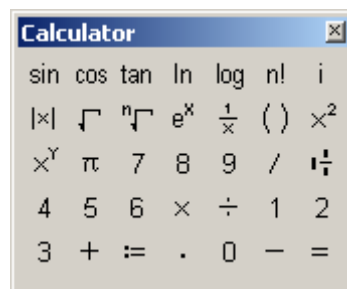 Calculator
sin cos tan ln log n! i
|×| √ ⁿ√ eˣ 1/x ( ) x²
xʸ π 7 8 9 /
4 5 6 × ÷ 1 2
3 + := . 0 − =